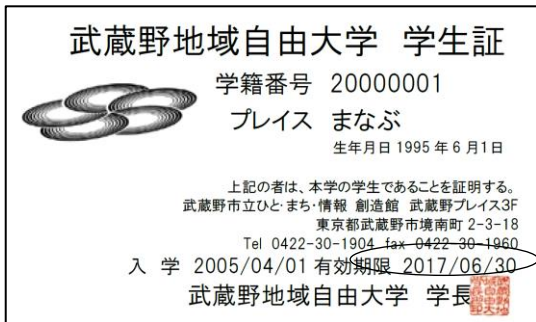 武蔵野地域自由大学 学生証
学籍番号 20000001
プレイス まなぶ
生年月日 1995 年 6 月 1 日
上記の者は、本学の学生であることを証明する。
武蔵野市立ひと・まち・情報 創造館 武蔵野プレイス3F
東京都武蔵野市境南町 2-3-18
Tel 0422-30-1904 fax 0422-30-1960
入 学 2005/04/01 有効期限 2017/06/30
武蔵野地域自由大学 学長